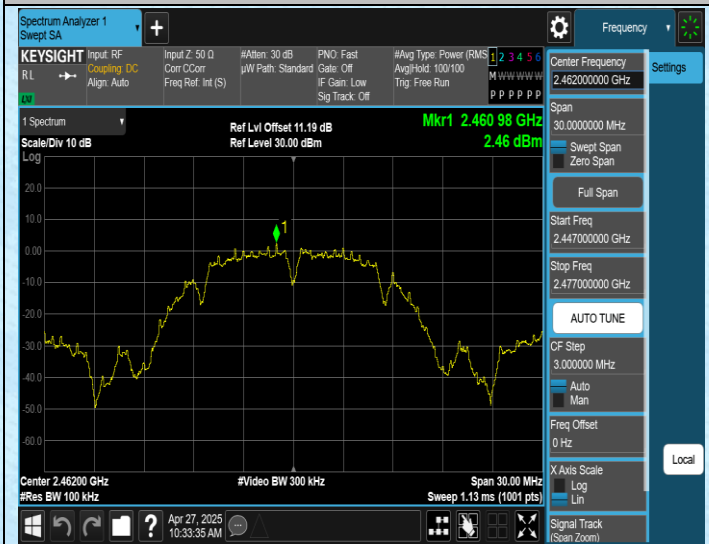 Spectrum Analyzer 1
Swept SA
+
Frequency
KEYSIGHT
RL
LXI
Input: RF
Coupling: DC
Align: Auto
Input Z: 50 Ω
Corr CCorr
Freq Ref: Int (S)
#Atten: 30 dB
µW Path: Standard
PNO: Fast
Gate: Off
IF Gain: Low
Sig Track: Off
#Avg Type: Power (RMS
Avg|Hold: 100/100
Trig: Free Run
1 2 3 4 5 6
M W W W W W
P P P P P P
1 Spectrum
Scale/Div 10 dB
Log
Ref Lvl Offset 11.19 dB
Ref Level 30.00 dBm
Mkr1 2.460 98 GHz
2.46 dBm
1
20.0
10.0
0.00
-10.0
-20.0
-30.0
-40.0
-50.0
-60.0
Center 2.46200 GHz
#Res BW 100 kHz
#Video BW 300 kHz
Span 30.00 MHz
Sweep 1.13 ms (1001 pts)
?
Apr 27, 2025
10:33:35 AM
Center Frequency
2.462000000 GHz
Span
30.0000000 MHz
Swept Span
Zero Span
Full Span
Start Freq
2.447000000 GHz
Stop Freq
2.477000000 GHz
AUTO TUNE
CF Step
3.000000 MHz
Auto
Man
Freq Offset
0 Hz
X Axis Scale
Log
Lin
Signal Track
(Span Zoom)
Settings
Local